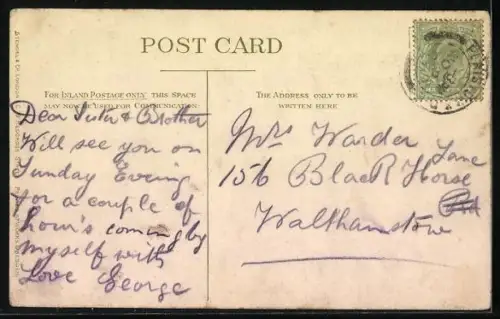 POST CARD
FOR INLAND POSTAGE ONLY THIS SPACE
MAY NOW BE USED FOR COMMUNICATION.
THE ADDRESS ONLY TO BE
WRITTEN HERE
Dear Sister & Brother
Will see you on
Sunday Evening
for a couple of
hour's coming by
myself with
Love George
Mrs Warder
156 Black Horse Lane
Walthamstow